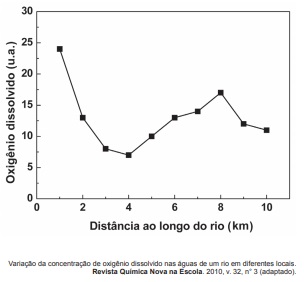 30
25
20
15
10
5
0
Oxigênio dissolvido (u.a.)
0 2 4 6 8 10
Distância ao longo do rio (km)
Variação da concentração de oxigênio dissolvido nas águas de um rio em diferentes locais.
Revista Química Nova na Escola. 2010, v. 32, n° 3 (adaptado).